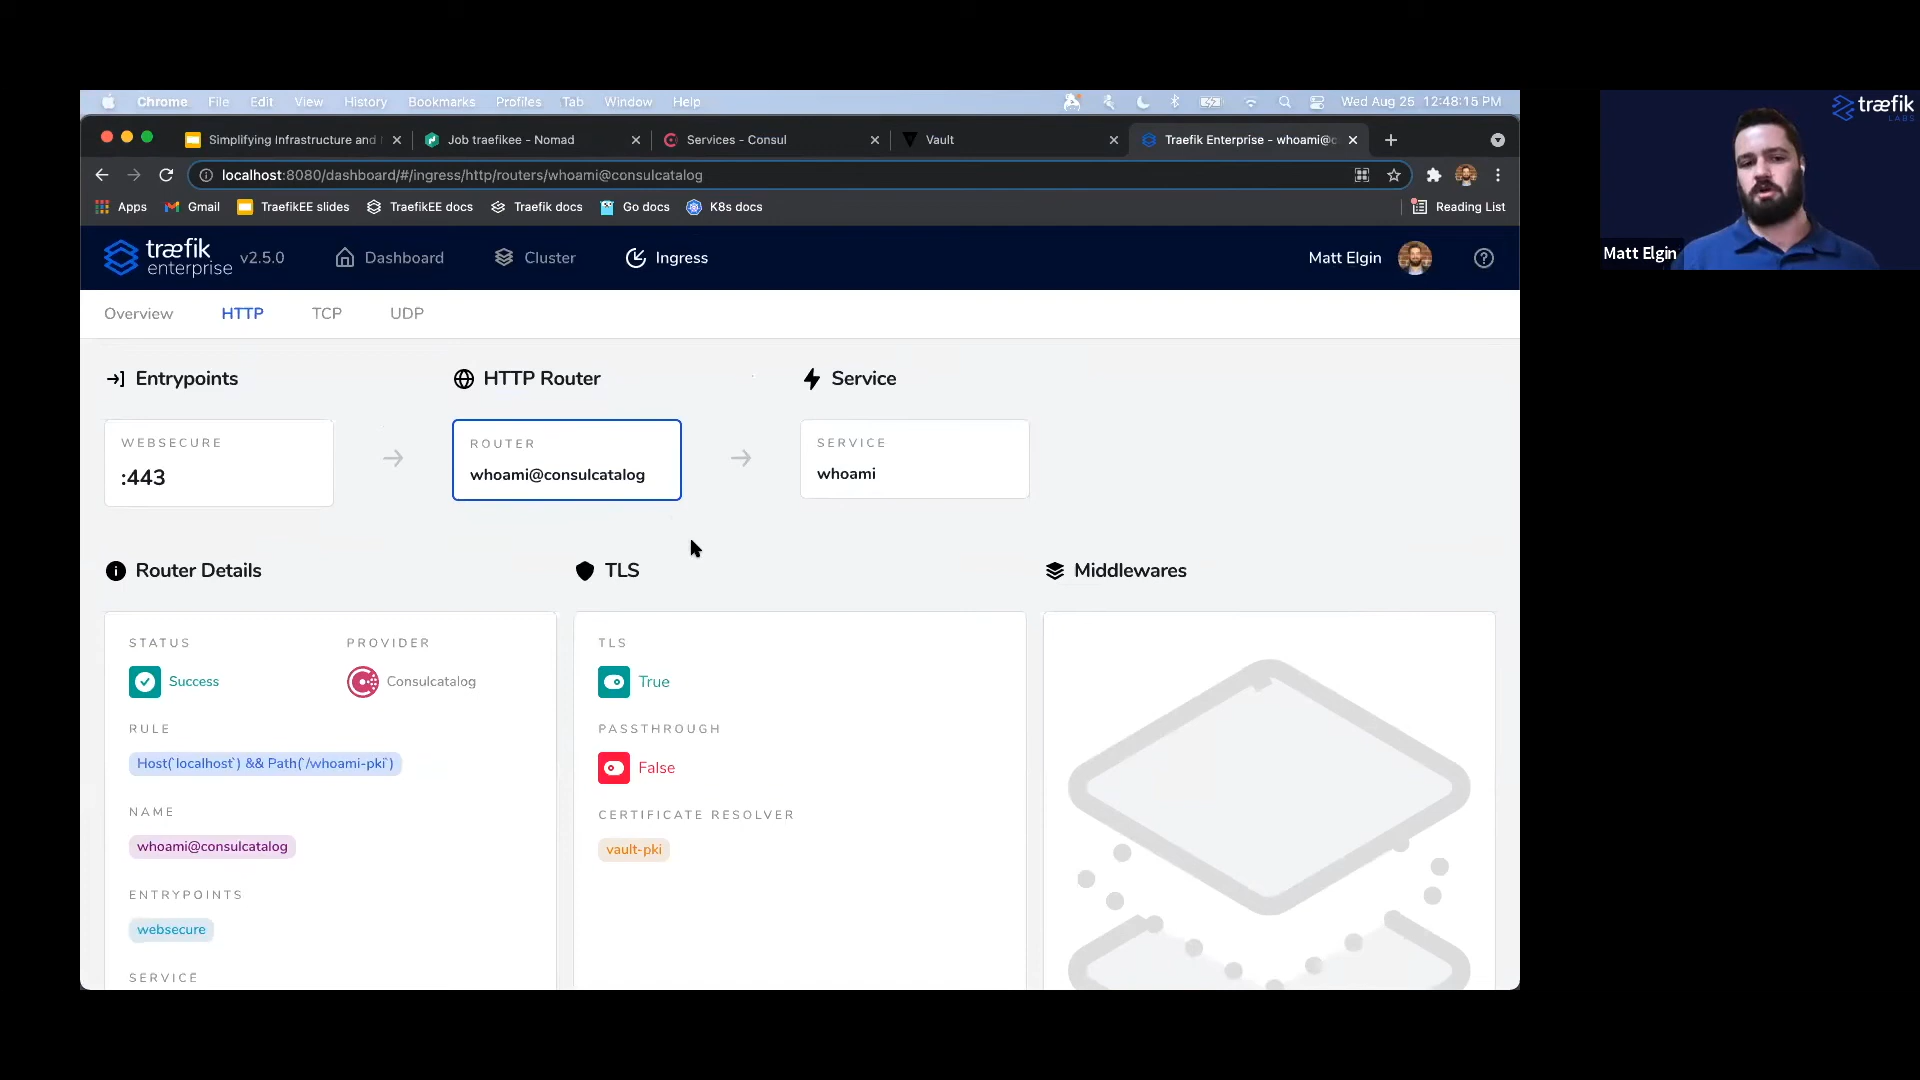 Chrome File Edit View History Bookmarks Profiles Tab Window Help Wed Aug 25 12:48:15 PM
Simplifying Infrastructure and Job traefikee - Nomad Services - Consul Vault Traefik Enterprise - whoami@c
localhost:8080/dashboard/#/ingress/http/routers/whoami@consulcatalog
Apps Gmail TraefikEE slides TraefikEE docs Traefik docs Go docs K8s docs Reading List
træfik enterprise v2.5.0 Dashboard Cluster Ingress Matt Elgin
Overview HTTP TCP UDP
Entrypoints HTTP Router Service
WEBSECURE ROUTER SERVICE
:443 whoami@consulcatalog whoami
Router Details TLS Middlewares
STATUS PROVIDER TLS
Success Consulcatalog True
RULE PASSTHROUGH
Host(`localhost`) && Path(`/whoami-pki`) False
NAME CERTIFICATE RESOLVER
whoami@consulcatalog vault-pki
ENTRYPOINTS
websecure
SERVICE
træfik
LABS
Matt Elgin